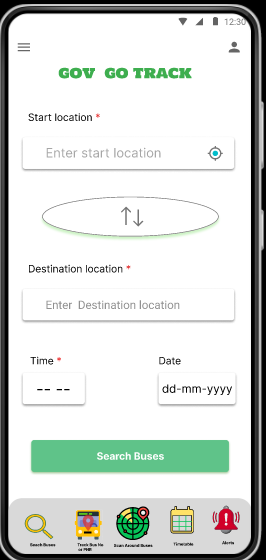 12:30
GOV GO TRACK
Start location *
Enter start location
Destination location *
Enter Destination location
Time * Date
-- -- dd-mm-yyyy
Search Buses
Seach Buses Track Bus No or PNR Scan Around Buses Timetable Alerts